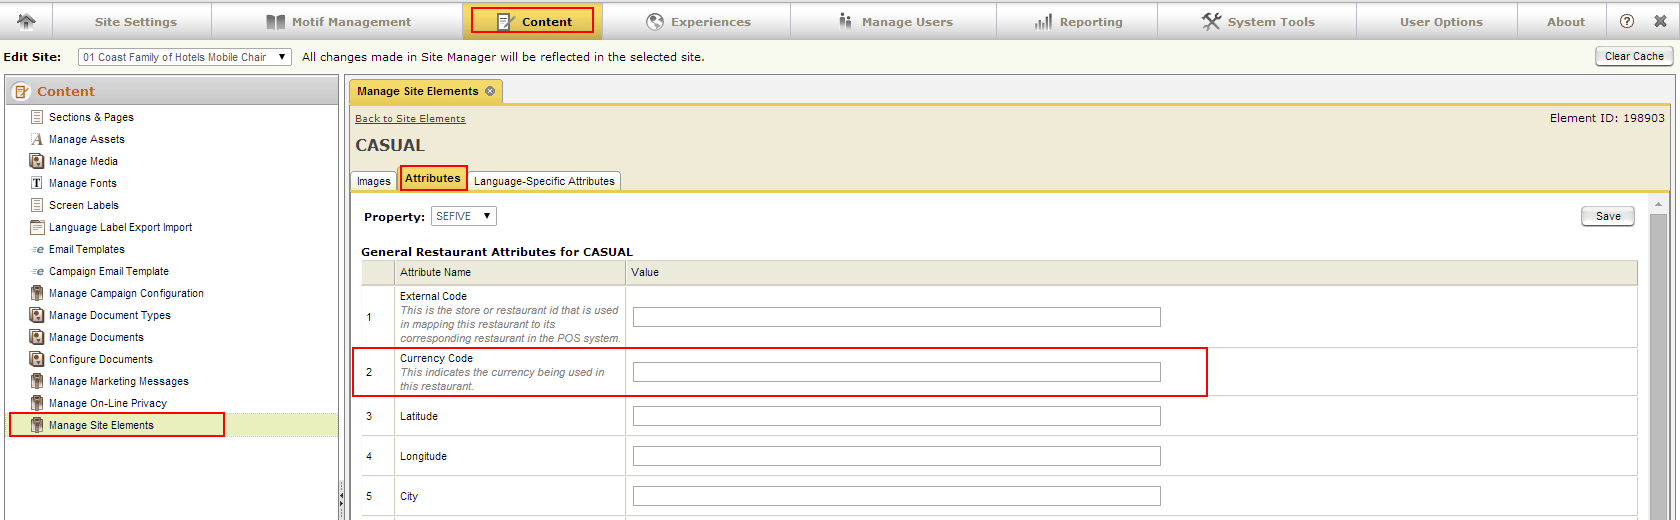 Site Settings Motif Management Content Experiences Manage Users Reporting System Tools User Options About
Edit Site: 01 Coast Family of Hotels Mobile Chair All changes made in Site Manager will be reflected in the selected site. Clear Cache
Content
Sections & Pages
Manage Assets
Manage Media
Manage Fonts
Screen Labels
Language Label Export Import
Email Templates
Campaign Email Template
Manage Campaign Configuration
Manage Document Types
Manage Documents
Configure Documents
Manage Marketing Messages
Manage On-Line Privacy
Manage Site Elements
Manage Site Elements
Back to Site Elements Element ID: 198903
CASUAL
Images Attributes Language-Specific Attributes
Property: SEFIVE Save
General Restaurant Attributes for CASUAL
Attribute Name Value
1 External Code
This is the store or restaurant id that is used
in mapping this restaurant to its
corresponding restaurant in the POS system.
2 Currency Code
This indicates the currency being used in
this restaurant.
3 Latitude
4 Longitude
5 City